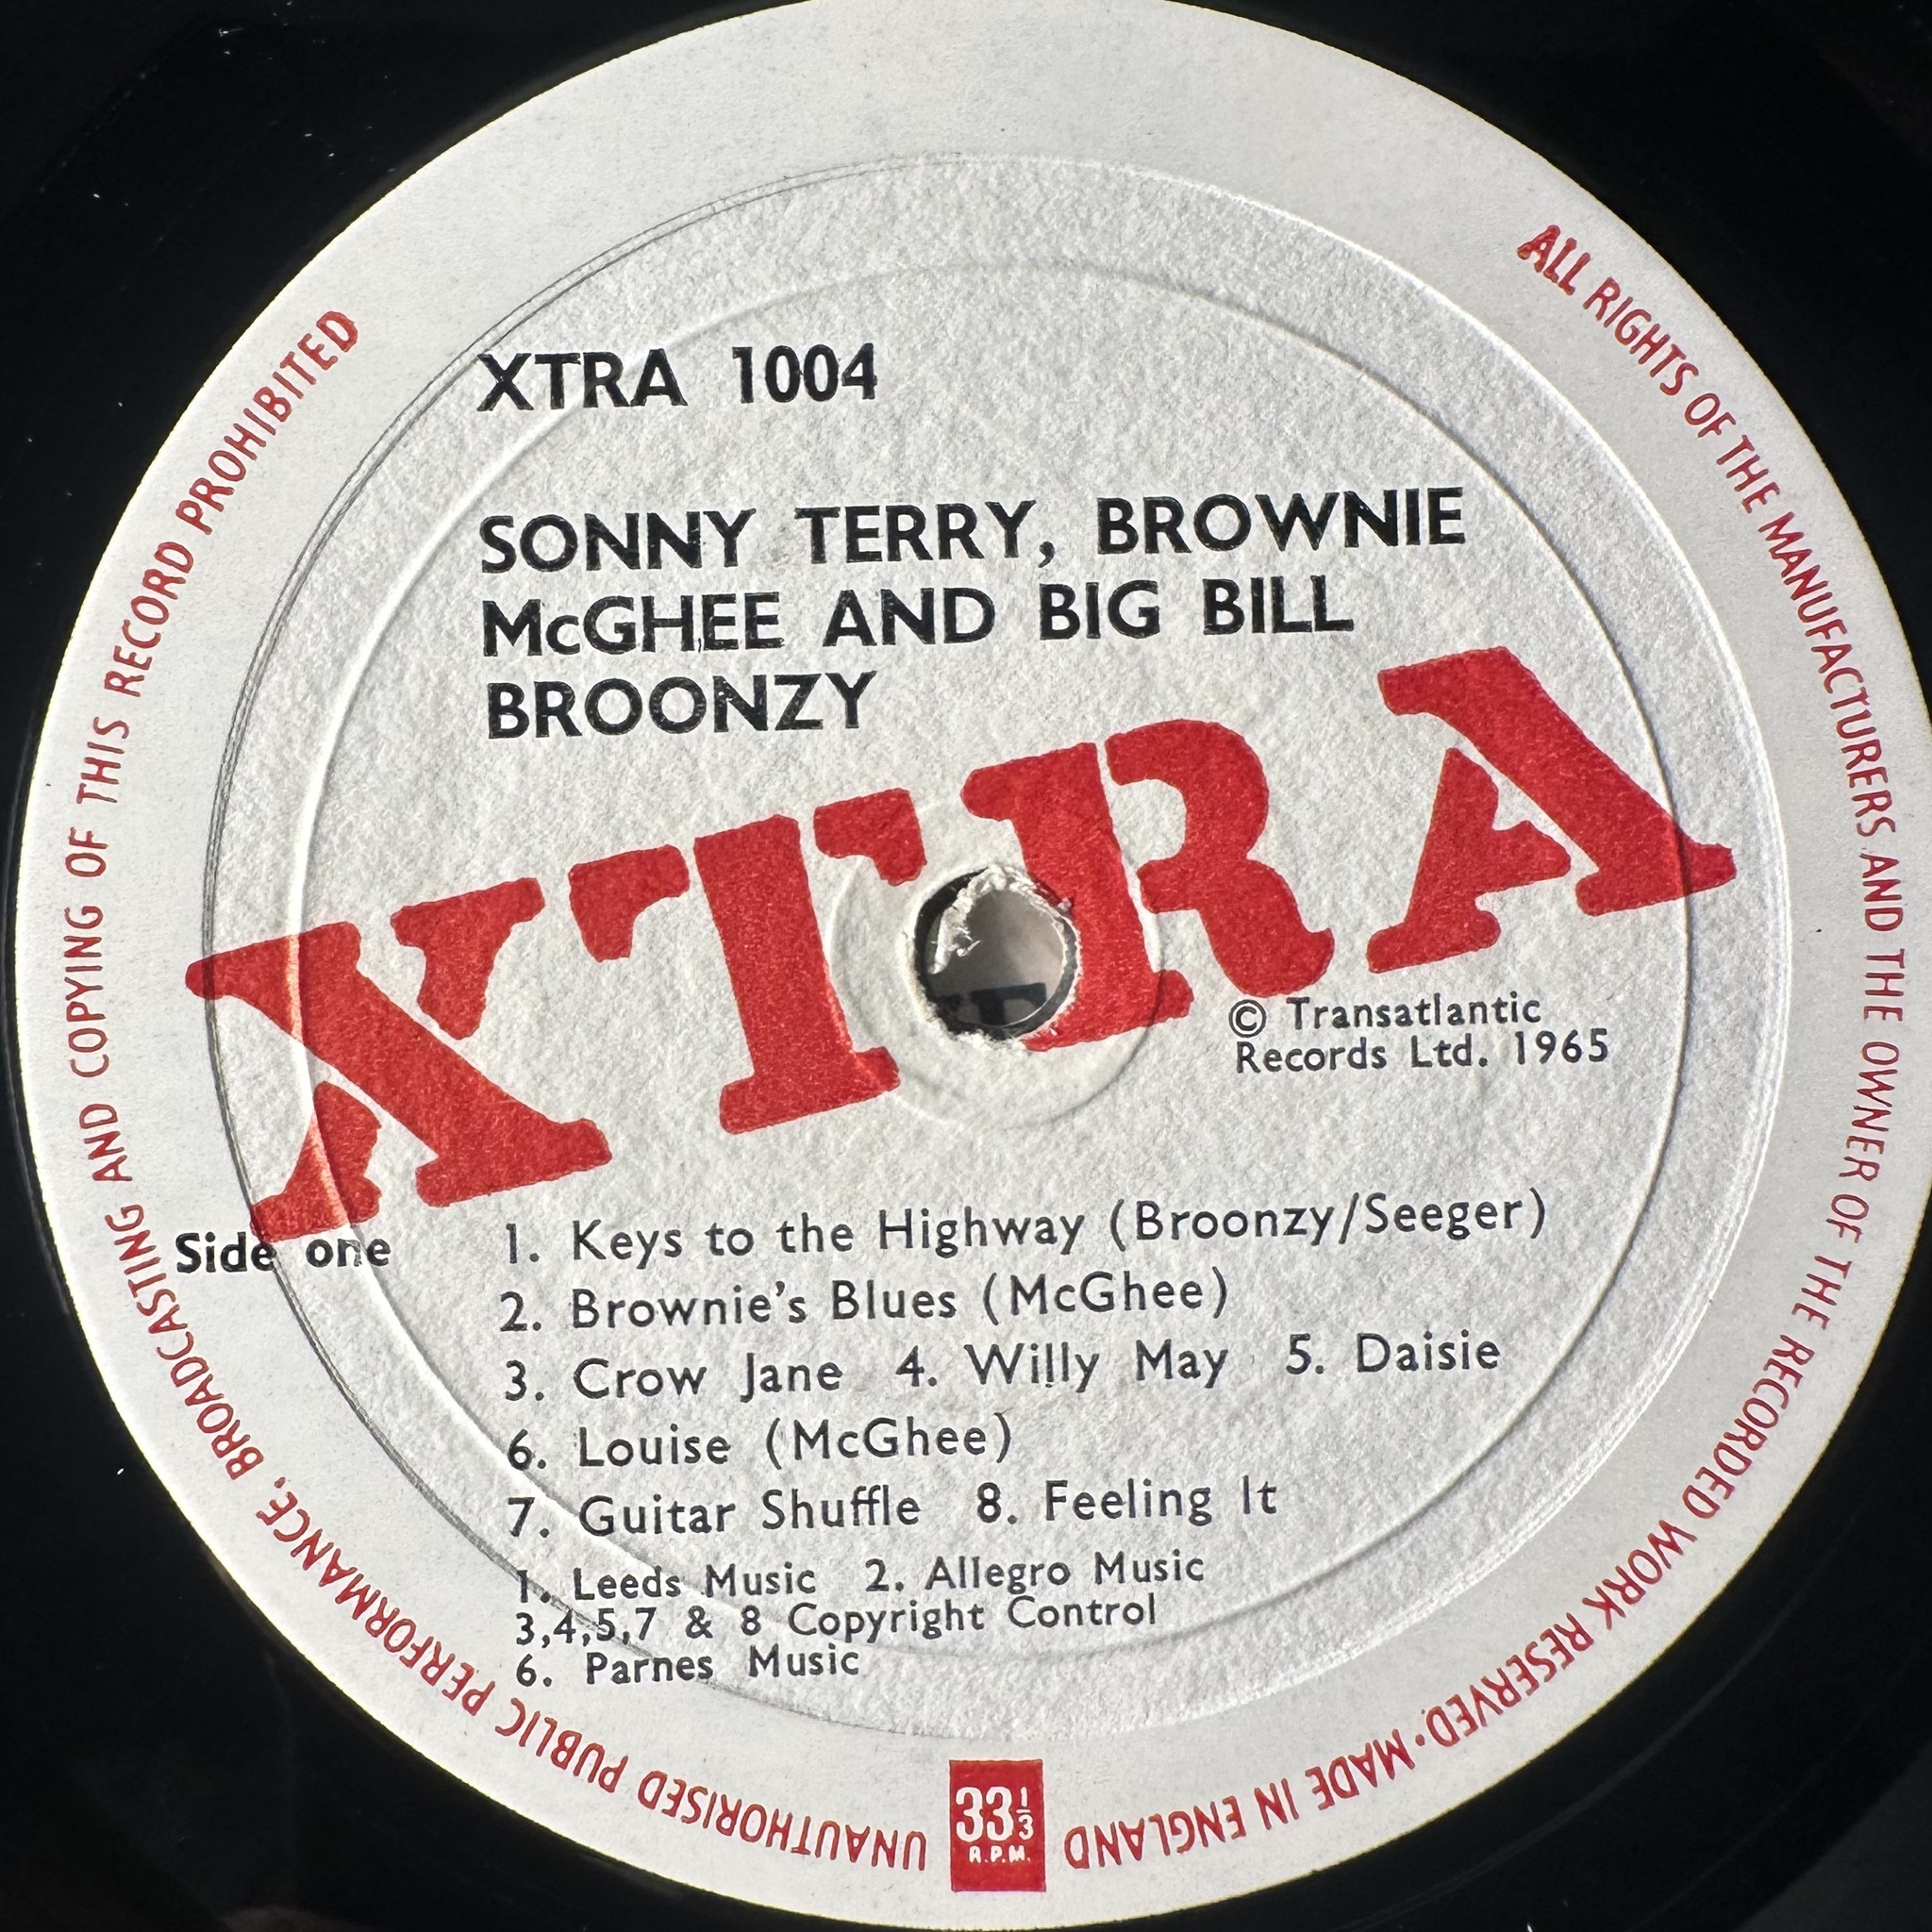 XTRA 1004
SONNY TERRY, BROWNIE
McGHEE AND BIG BILL
BROONZY
XTRA
© Transatlantic
Records Ltd. 1965
Side one
1. Keys to the Highway (Broonzy/Seeger)
2. Brownie's Blues (McGhee)
3. Crow Jane 4. Willy May 5. Daisie
6. Louise (McGhee)
7. Guitar Shuffle 8. Feeling It
1. Leeds Music 2. Allegro Music
3,4,5,7 & 8 Copyright Control
6. Parnes Music
ALL RIGHTS OF THE MANUFACTURERS AND THE OWNER OF THE RECORDED WORK RESERVED·MADE IN ENGLAND
33⅓
R.P.M.
UNAUTHORISED PUBLIC PERFORMANCE, BROADCASTING AND COPYING OF THIS RECORD PROHIBITED